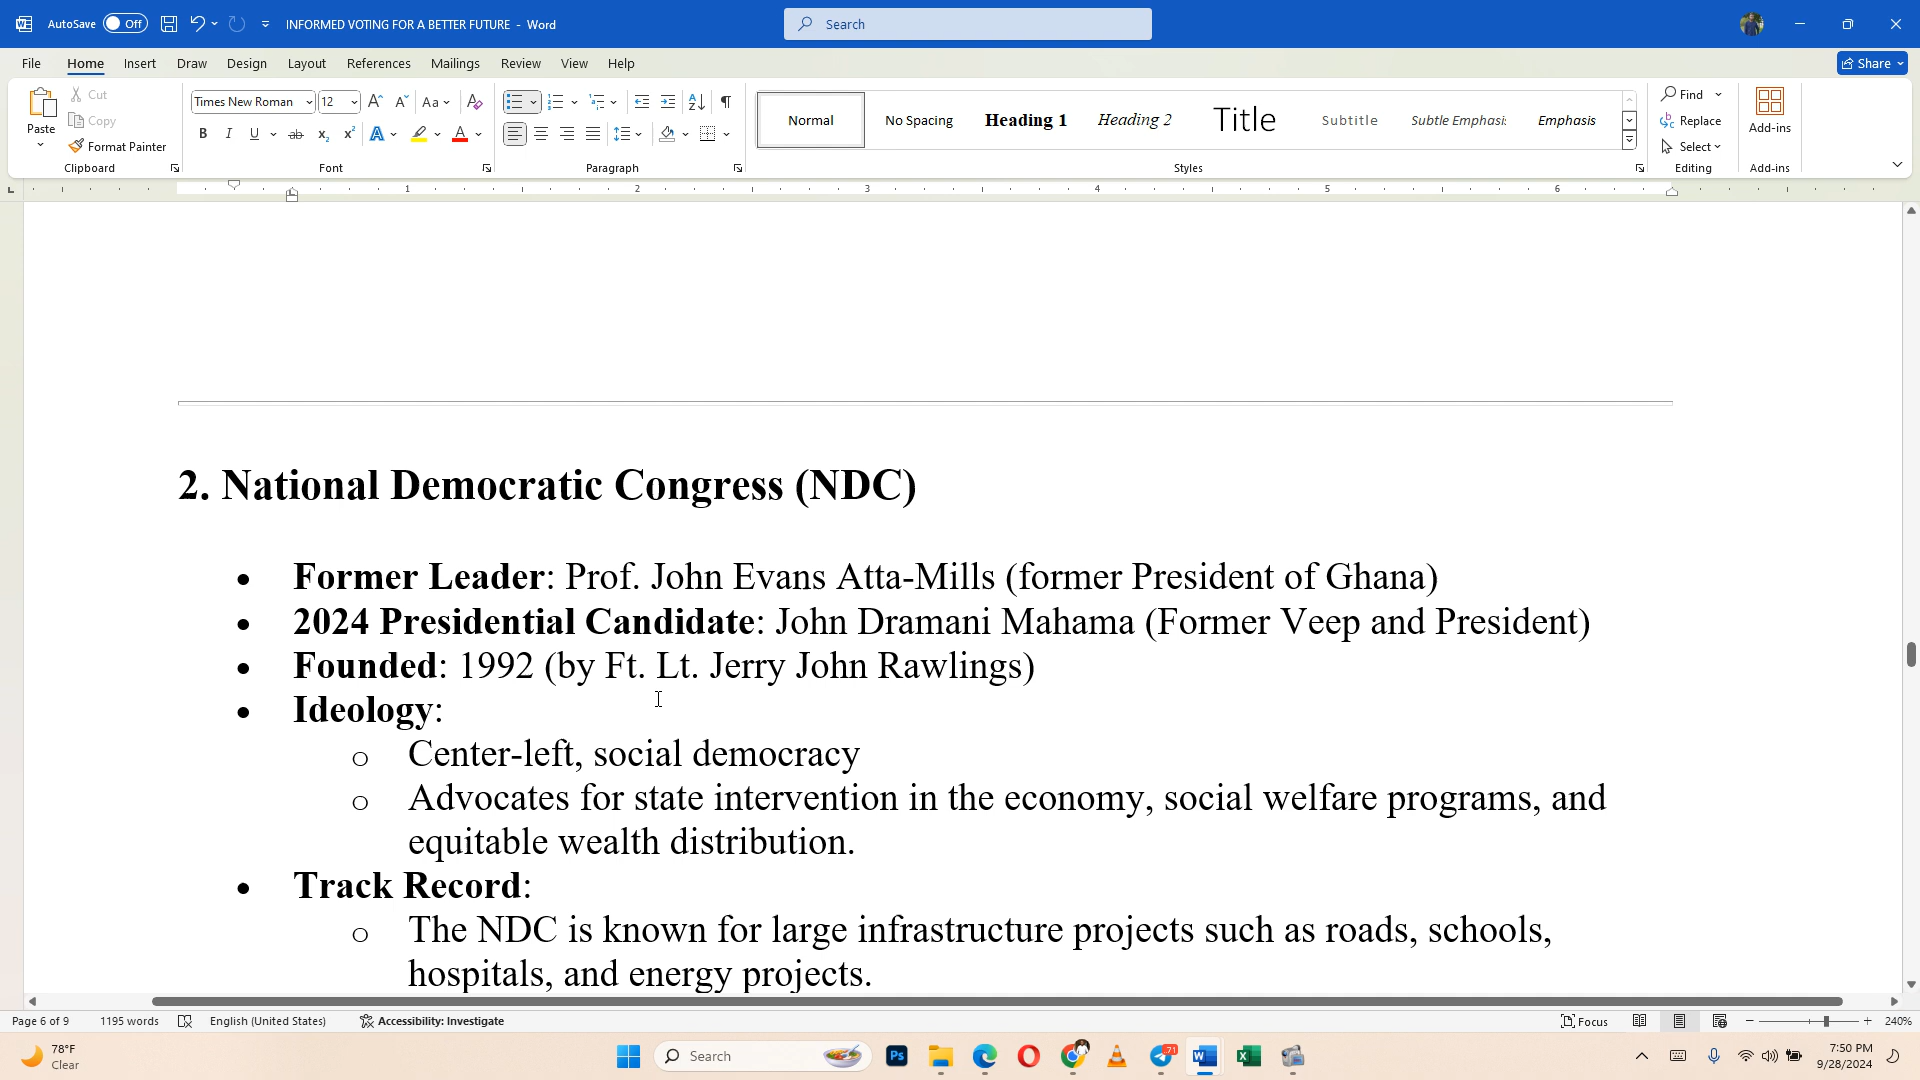 AutoSave Off INFORMED VOTING FOR A BETTER FUTURE - Word Search
File Home Insert Draw Design Layout References Mailings Review View Help Share
Paste Cut Copy Format Painter
Times New Roman 12
Normal No Spacing Heading 1 Heading 2 Title Subtitle Subtle Emphasis Emphasis
Find Replace Select Add-ins
Clipboard Font Paragraph Styles Editing Add-ins
1 2 3 4 5 6
2. National Democratic Congress (NDC)
• Former Leader: Prof. John Evans Atta-Mills (former President of Ghana)
• 2024 Presidential Candidate: John Dramani Mahama (Former Veep and President)
• Founded: 1992 (by Ft. Lt. Jerry John Rawlings)
• Ideology:
o Center-left, social democracy
o Advocates for state intervention in the economy, social welfare programs, and
equitable wealth distribution.
• Track Record:
o The NDC is known for large infrastructure projects such as roads, schools,
hospitals, and energy projects.
Page 6 of 9 1195 words English (United States) Accessibility: Investigate Focus 240%
78°F
Clear
Search
71
7:50 PM
9/28/2024